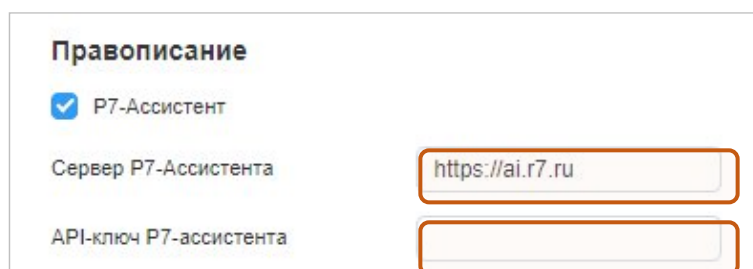 Правописание
Р7-Ассистент
Сервер Р7-Ассистента https://ai.r7.ru
API-ключ Р7-ассистента